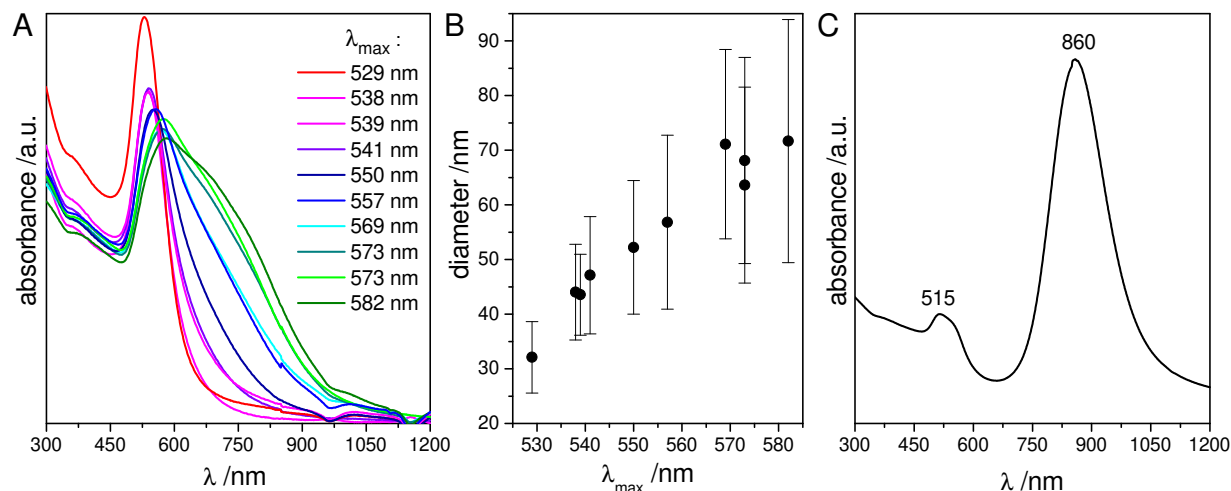 A
absorbance /a.u.
λmax :
529 nm
538 nm
539 nm
541 nm
550 nm
557 nm
569 nm
573 nm
573 nm
582 nm
300 450 600 750 900 1050 1200
λ /nm
B
diameter /nm
90
80
70
60
50
40
30
20
530 540 550 560 570 580
λmax /nm
C
absorbance /a.u.
515
860
300 450 600 750 900 1050 1200
λ /nm